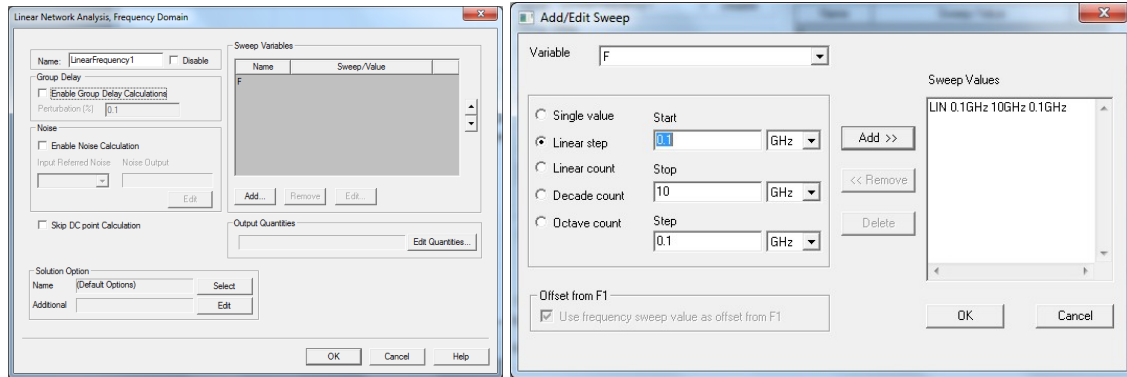 Linear Network Analysis, Frequency Domain
Name: LinearFrequency1 Disable
Group Delay
Enable Group Delay Calculations
Perturbation [%] 0.1
Noise
Enable Noise Calculation
Input Referred Noise Noise Output
Edit
Skip DC point Calculation
Sweep Variables
Name Sweep/Value
F
Add... Remove Edit...
Output Quantities
Edit Quantities...
Solution Option
Name (Default Options) Select
Additional Edit
OK Cancel Help
Add/Edit Sweep
Variable F
Single value
Linear step
Linear count
Decade count
Octave count
Start
0.1 GHz
Stop
10 GHz
Step
0.1 GHz
Add >>
<< Remove
Delete
Sweep Values
LIN 0.1GHz 10GHz 0.1GHz
Offset from F1
Use frequency sweep value as offset from F1
OK Cancel